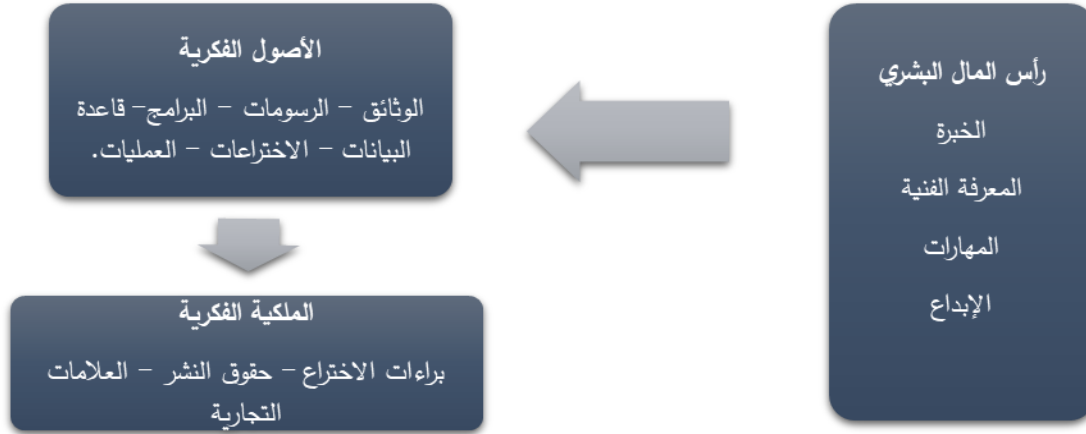 رأس المال البشري
الخبرة
المعرفة الفنية
المهارات
الإبداع
الأصول الفكرية
الوثائق – الرسومات – البرامج– قاعدة
البيانات – الاختراعات – العمليات.
الملكية الفكرية
براءات الاختراع – حقوق النشر – العلامات
التجارية